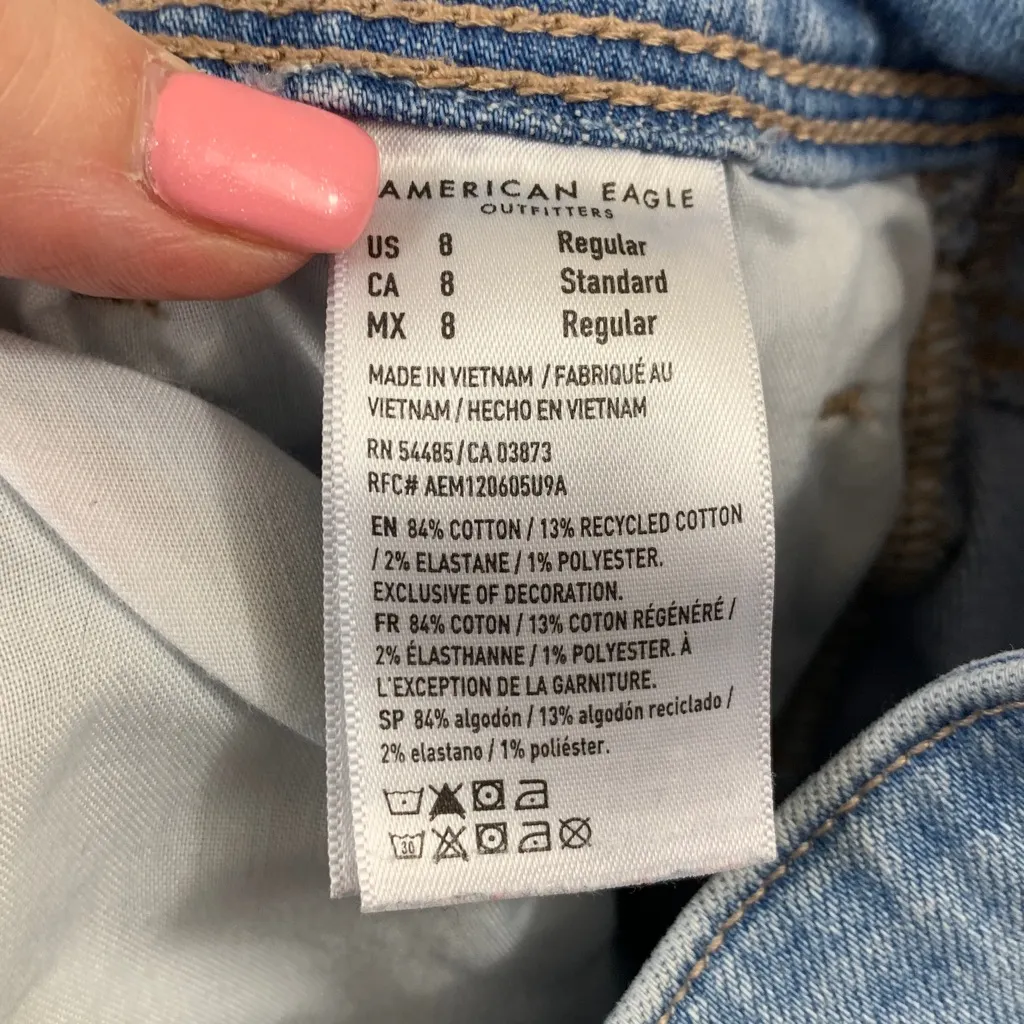 AMERICAN EAGLE
OUTFITTERS
US 8 Regular
CA 8 Standard
MX 8 Regular
MADE IN VIETNAM / FABRIQUÉ AU
VIETNAM / HECHO EN VIETNAM
RN 54485/CA 03873
RFC# AEM120605U9A
EN 84% COTTON / 13% RECYCLED COTTON
/ 2% ELASTANE / 1% POLYESTER.
EXCLUSIVE OF DECORATION.
FR 84% COTON / 13% COTON RÉGÉNÉRÉ /
2% ÉLASTHANNE / 1% POLYESTER. À
L'EXCEPTION DE LA GARNITURE.
SP 84% algodón / 13% algodón reciclado /
2% elastano / 1% poliéster.
30